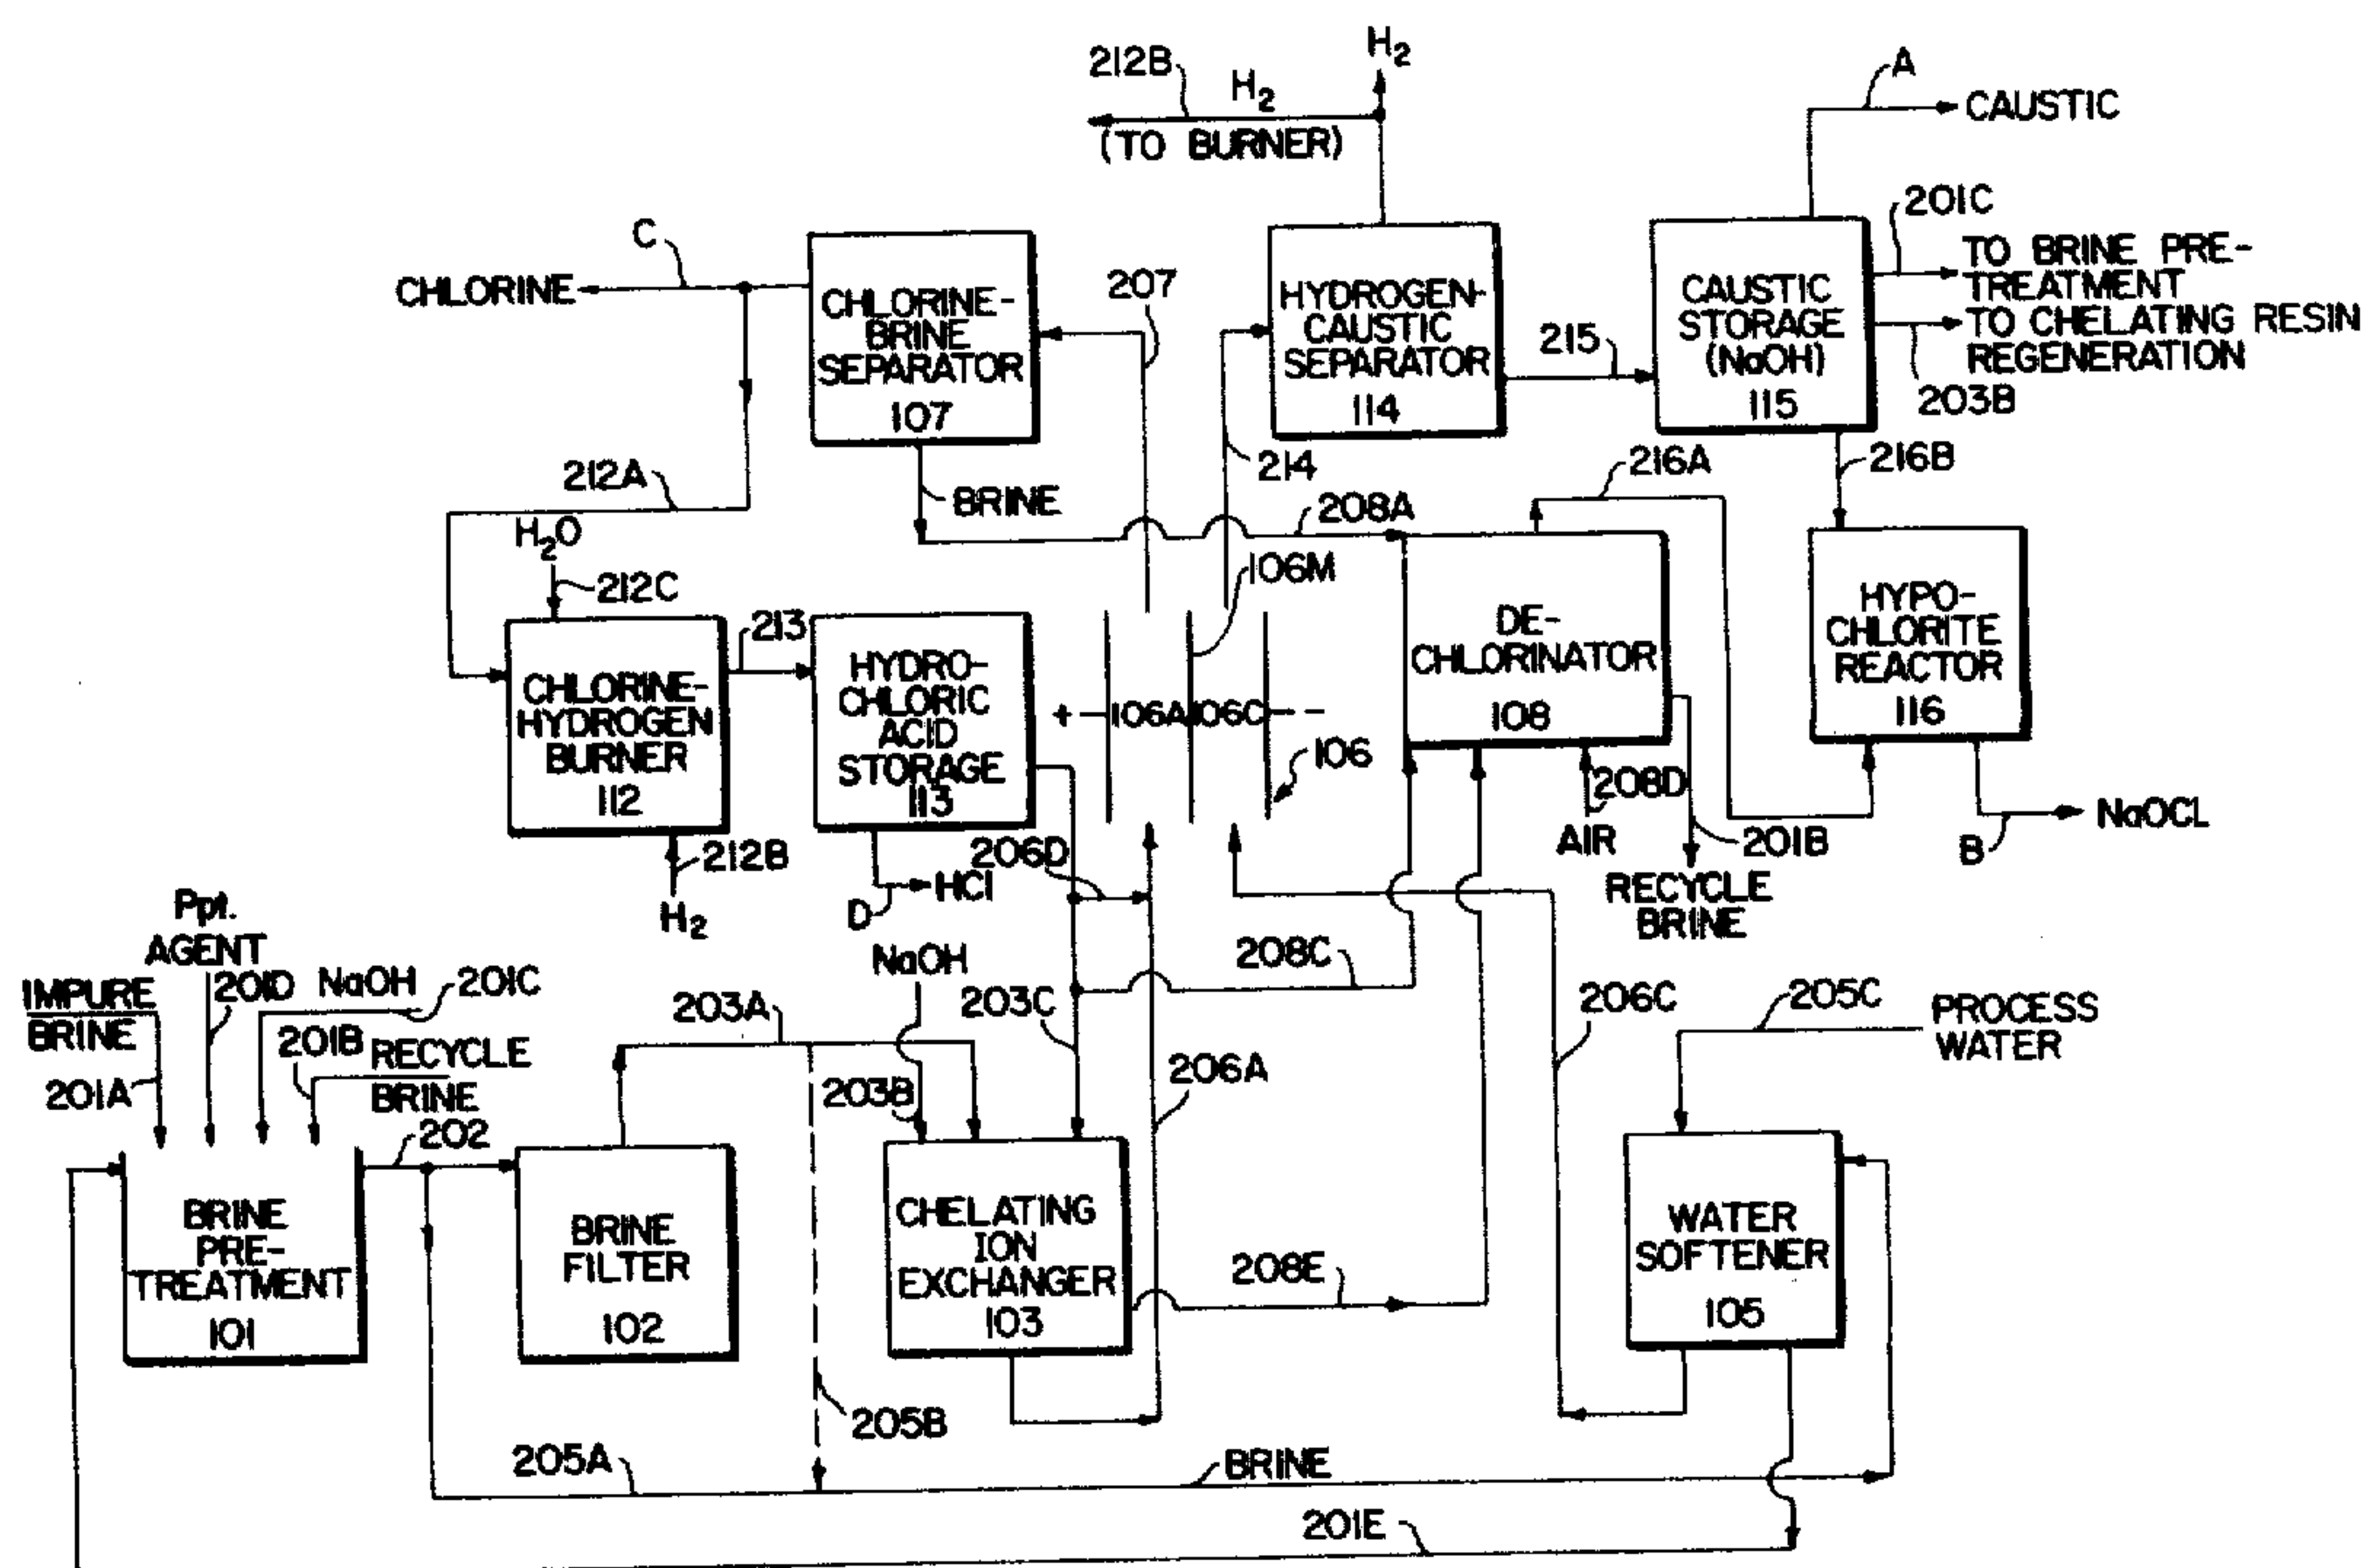 H2
212B
H2
(TO BURNER)
A
CAUSTIC
201C
TO BRINE PRE-
TREATMENT
TO CHELATING RESIN
REGENERATION
203B
C
CHLORINE
CHLORINE-
BRINE
SEPARATOR
107
207
HYDROGEN-
CAUSTIC
SEPARATOR
114
215
CAUSTIC
STORAGE
(NaOH)
115
214
216A
216B
212A
BRINE
208A
H2O
212C
106M
213
CHLORINE-
HYDROGEN
BURNER
112
HYDRO-
CHLORIC
ACID
STORAGE
113
+
106A
106C
-
106
DE-
CHLORINATOR
108
HYPO-
CHLORITE
REACTOR
116
208D
AIR
201B
RECYCLE
BRINE
B
NaOCL
212B
H2
206D
D
HCl
Ppt.
AGENT
IMPURE
BRINE
201A
201D
NaOH
201C
201B
RECYCLE
BRINE
202
203A
NaOH
203B
203C
208C
206A
206C
205C
PROCESS
WATER
BRINE
PRE-
TREATMENT
101
BRINE
FILTER
102
CHELATING
ION
EXCHANGER
103
208E
WATER
SOFTENER
105
205B
205A
BRINE
201E